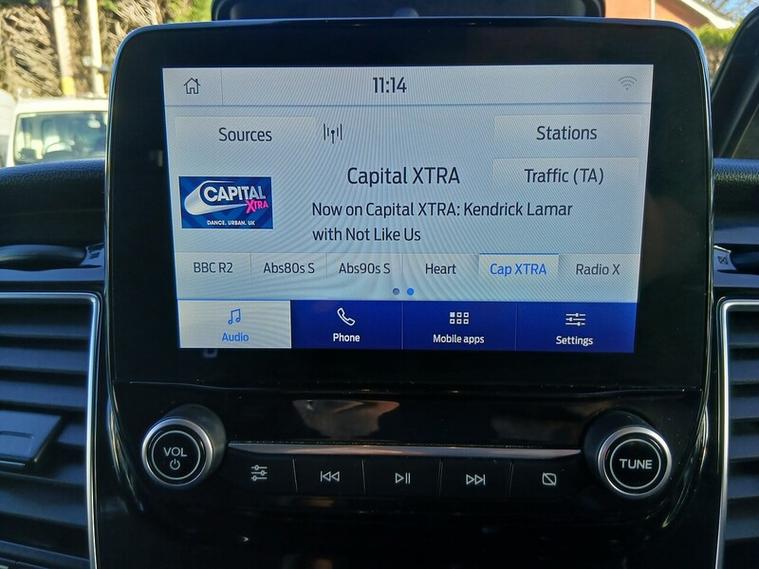 11:14
Sources
Stations
Capital XTRA
Traffic (TA)
CAPITAL
XTRA
DANCE. URBAN. UK
Now on Capital XTRA: Kendrick Lamar
with Not Like Us
BBC R2 Abs80s S Abs90s S Heart Cap XTRA Radio X
Audio Phone Mobile apps Settings
VOL
TUNE